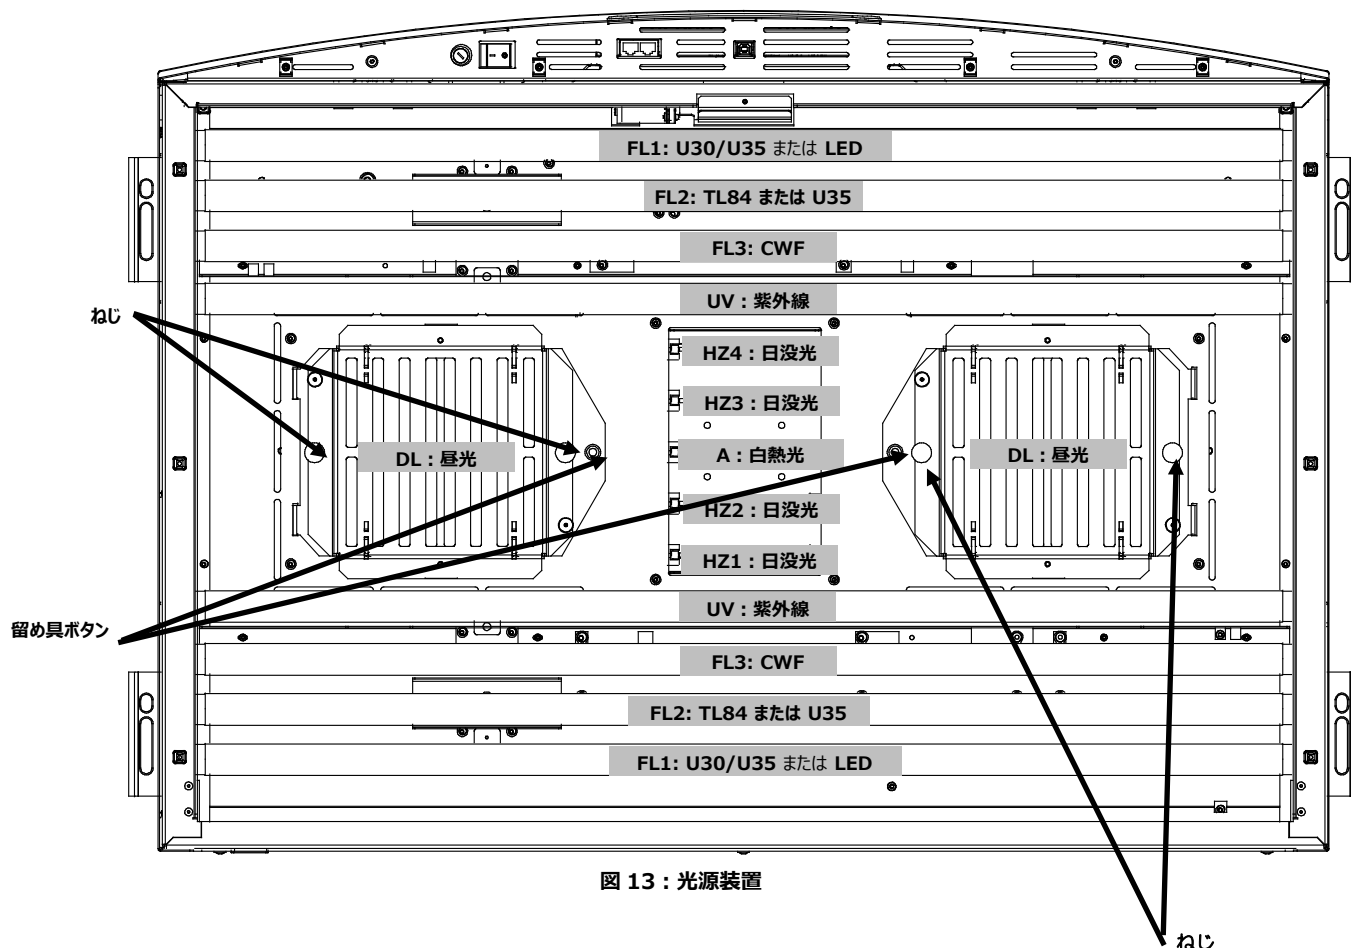 FL1: U30/U35 または LED
FL2: TL84 または U35
FL3: CWF
UV：紫外線
ねじ
HZ4：日没光
HZ3：日没光
DL：昼光
A：白熱光
DL：昼光
HZ2：日没光
HZ1：日没光
UV：紫外線
留め具ボタン
FL3: CWF
FL2: TL84 または U35
FL1: U30/U35 または LED
図 13：光源装置
ねじ